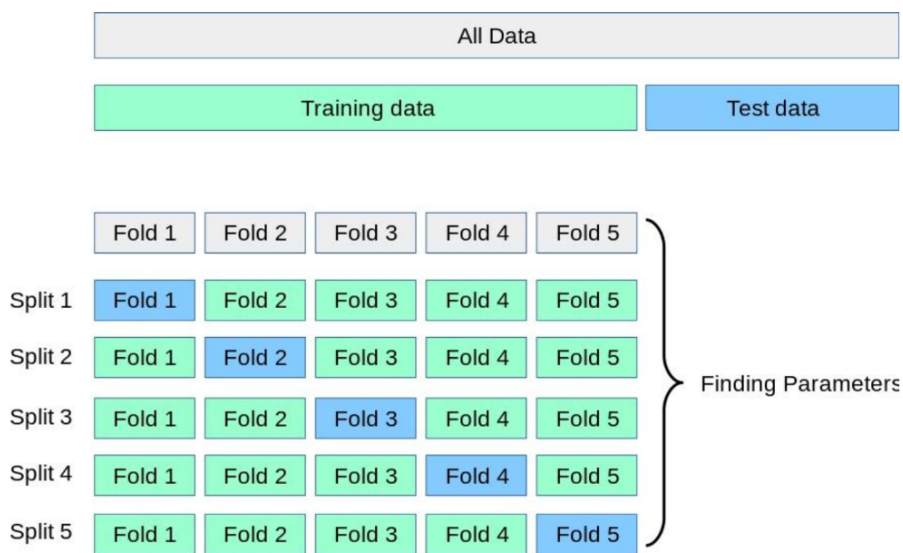 All Data
Training data Test data
Fold 1 Fold 2 Fold 3 Fold 4 Fold 5
Split 1 Fold 1 Fold 2 Fold 3 Fold 4 Fold 5
Split 2 Fold 1 Fold 2 Fold 3 Fold 4 Fold 5
Finding Parameters
Split 3 Fold 1 Fold 2 Fold 3 Fold 4 Fold 5
Split 4 Fold 1 Fold 2 Fold 3 Fold 4 Fold 5
Split 5 Fold 1 Fold 2 Fold 3 Fold 4 Fold 5